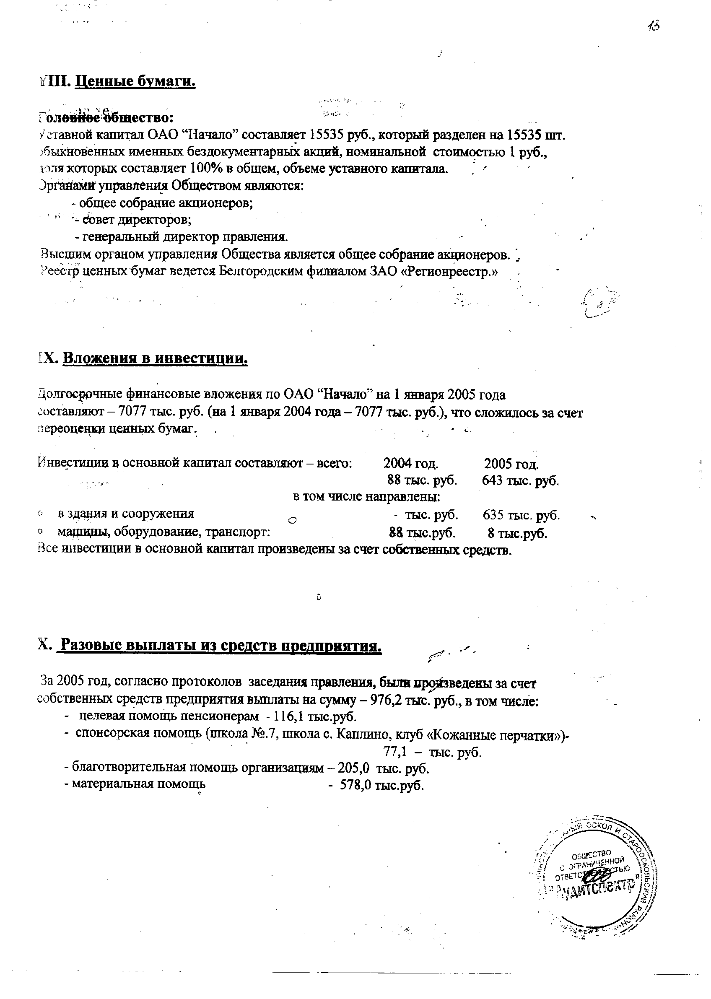 13
VIII. Ценные бумаги.
Головное общество:
Уставной капитал ОАО “Начало” составляет 15535 руб., который разделен на 15535 шт.
обыкновенных именных бездокументарных акций, номинальной стоимостью 1 руб.,
доля которых составляет 100% в общем, объеме уставного капитала.
Органами управления Обществом являются:
- общее собрание акционеров;
- совет директоров;
- генеральный директор правления.
Высшим органом управления Общества является общее собрание акционеров.
Реестр ценных бумаг ведется Белгородским филиалом ЗАО «Регионреестр.»
IX. Вложения в инвестиции.
Долгосрочные финансовые вложения по ОАО “Начало” на 1 января 2005 года
составляют – 7077 тыс. руб. (на 1 января 2004 года – 7077 тыс. руб.), что сложилось за счет
переоценки ценных бумаг.
Инвестиции в основной капитал составляют – всего: 2004 год. 2005 год.
88 тыс. руб. 643 тыс. руб.
в том числе направлены:
o в здания и сооружения - тыс. руб. 635 тыс. руб.
o машины, оборудование, транспорт: 88 тыс.руб. 8 тыс.руб.
Все инвестиции в основной капитал произведены за счет собственных средств.
X. Разовые выплаты из средств предприятия.
За 2005 год, согласно протоколов заседания правления, были произведены за счет
собственных средств предприятия выплаты на сумму – 976,2 тыс. руб., в том числе:
- целевая помощь пенсионерам – 116,1 тыс.руб.
- спонсорская помощь (школа №.7, школа с. Каплино, клуб «Кожанные перчатки»)-
77,1 – тыс. руб.
- благотворительная помощь организациям – 205,0 тыс. руб.
- материальная помощь - 578,0 тыс.руб.
ОСКОЛ И СТАРООСКОЛЬСКИЙ РАЙОН
ОБЩЕСТВО
С ОГРАНИЧЕННОЙ
ОТВЕТСТВЕННОСТЬЮ
"Аудитспектр"